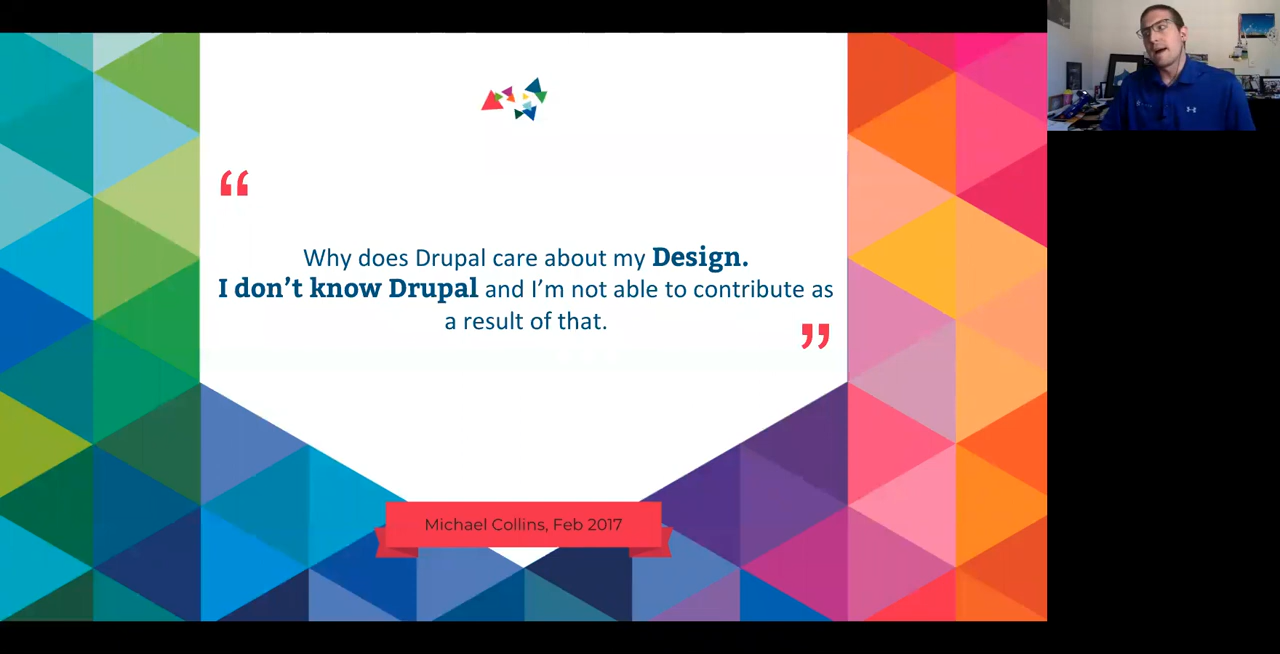 “
Why does Drupal care about my Design.
I don’t know Drupal and I’m not able to contribute as
a result of that.
”
Michael Collins, Feb 2017